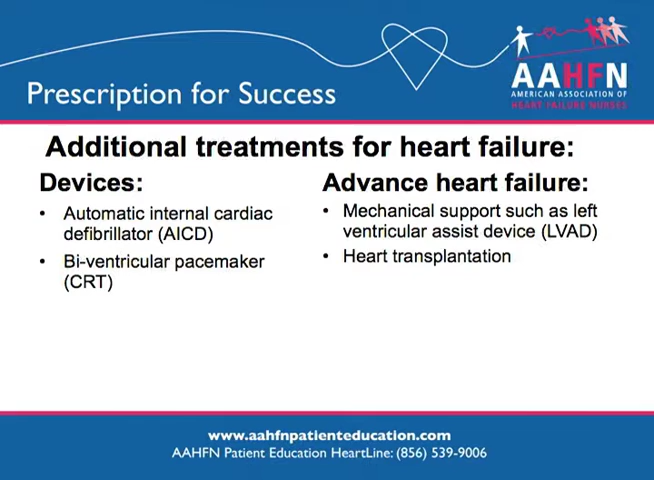 AAHFN
AMERICAN ASSOCIATION OF
HEART FAILURE NURSES
Prescription for Success
Additional treatments for heart failure:
Devices:
• Automatic internal cardiac
defibrillator (AICD)
• Bi-ventricular pacemaker
(CRT)
Advance heart failure:
• Mechanical support such as left
ventricular assist device (LVAD)
• Heart transplantation
www.aahfnpatienteducation.com
AAHFN Patient Education HeartLine: (856) 539-9006